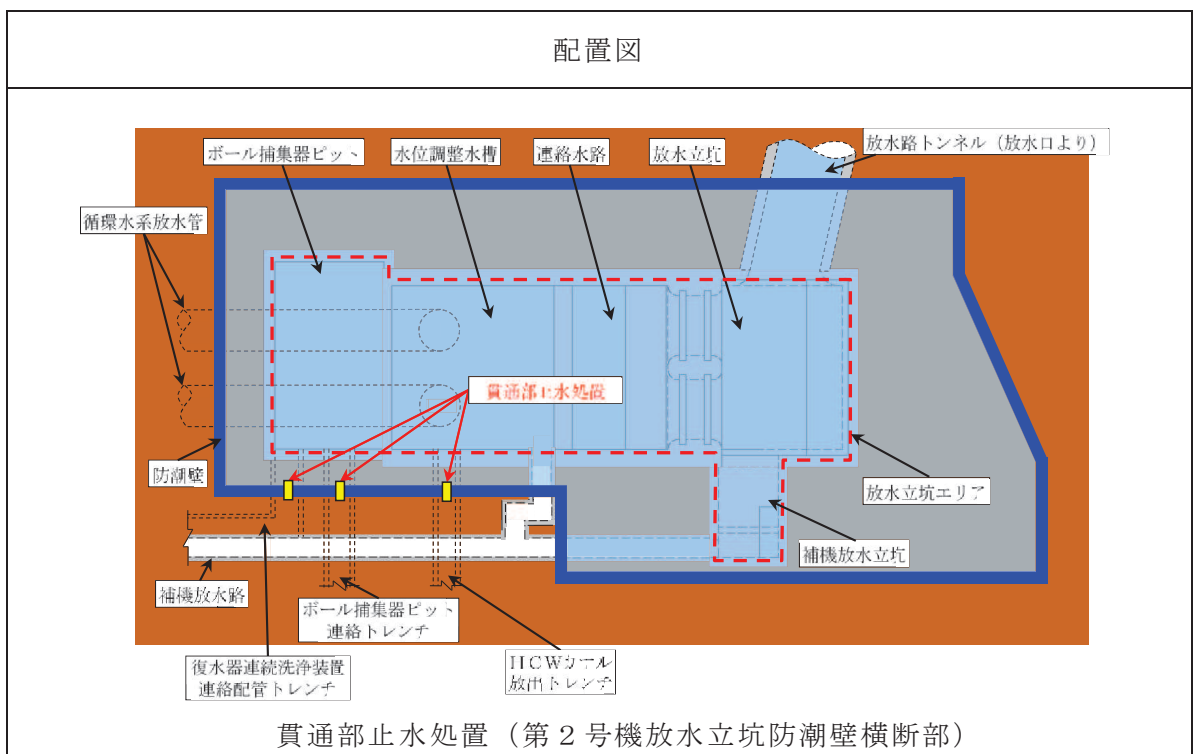 配置図
ボール捕集器ピット
水位調整水槽
連絡水路
放水立坑
放水路トンネル（放水口より）
循環水系放水管
貫通部止水処置
防潮壁
放水立坑エリア
補機放水立坑
補機放水路
ボール捕集器ピット
連絡トレンチ
復水器連続洗浄装置
連絡配管トレンチ
放出トレンチ
貫通部止水処置（第２号機放水立坑防潮壁横断部）